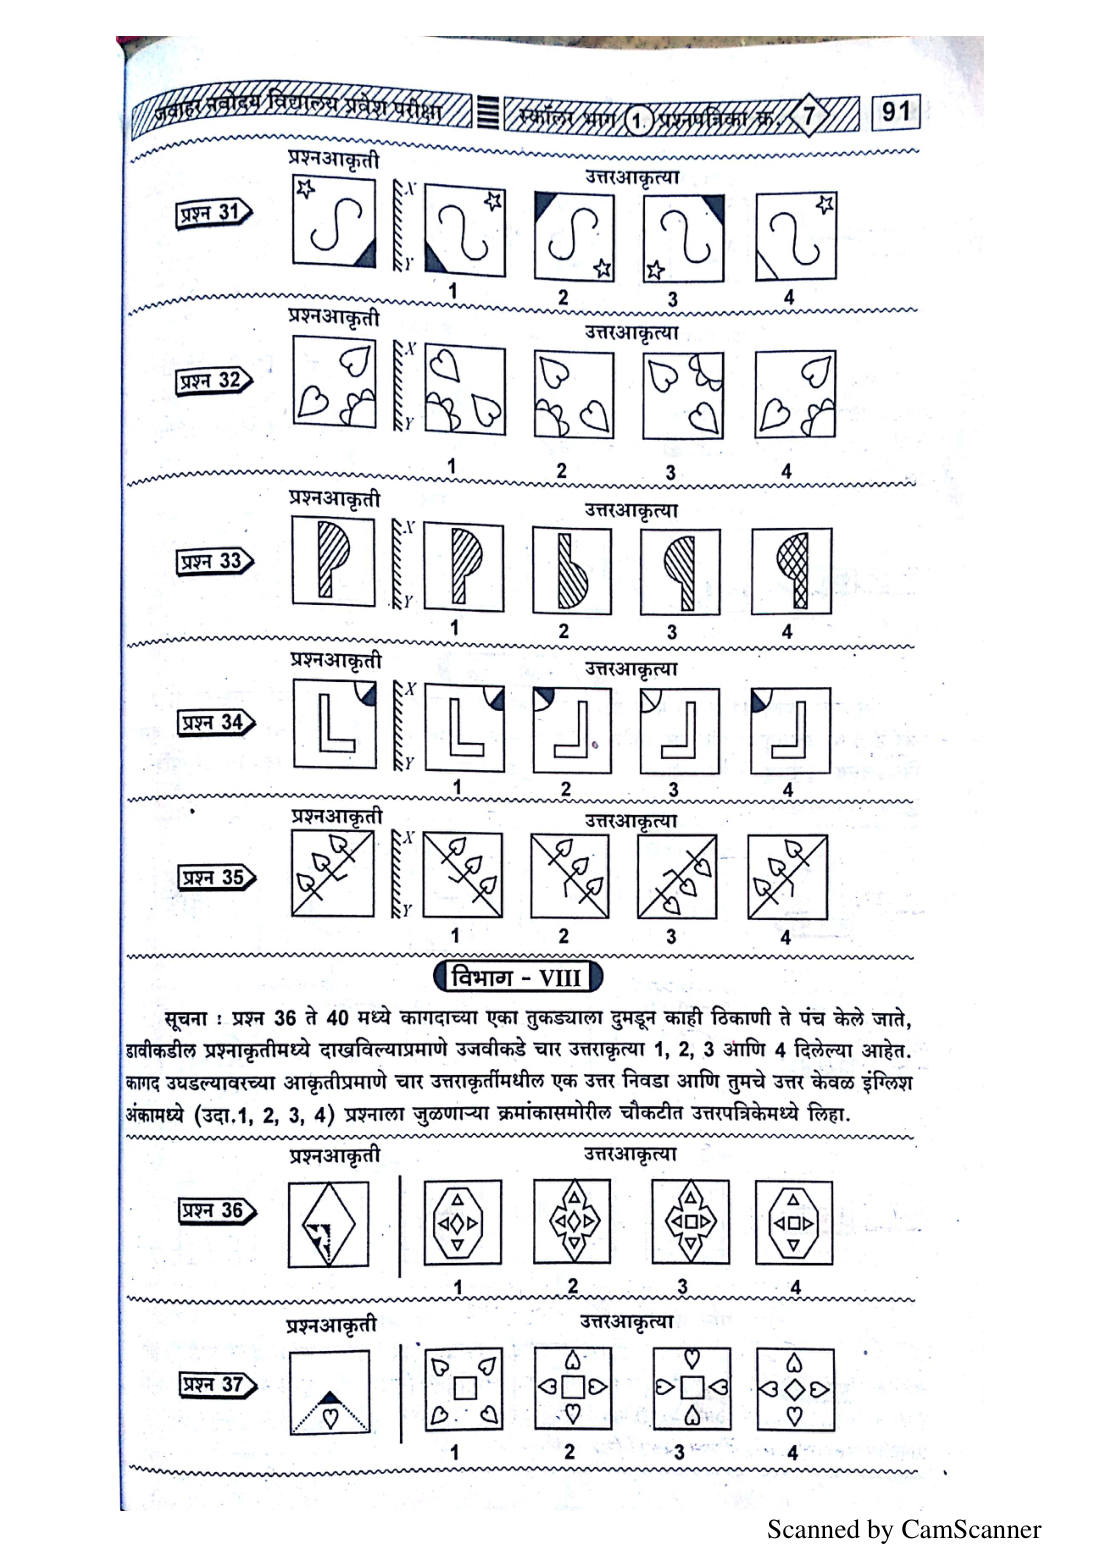 जवाहर नवोदय विद्यालय प्रवेश परीक्षा स्कॉलर भाग 1. प्रश्नपत्रिका क्र. 7 91
प्रश्नआकृती उत्तरआकृत्या
प्रश्न 31 X Y
1 2 3 4
प्रश्नआकृती उत्तरआकृत्या
प्रश्न 32 X Y
1 2 3 4
प्रश्नआकृती उत्तरआकृत्या
प्रश्न 33 X Y
1 2 3 4
प्रश्नआकृती उत्तरआकृत्या
प्रश्न 34 X Y
1 2 3 4
प्रश्नआकृती उत्तरआकृत्या
प्रश्न 35 X Y
1 2 3 4
विभाग - VIII
सूचना : प्रश्न 36 ते 40 मध्ये कागदाच्या एका तुकड्याला दुमडून काही ठिकाणी ते पंच केले जाते,
डावीकडील प्रश्नाकृतीमध्ये दाखविल्याप्रमाणे उजवीकडे चार उत्तराकृत्या 1, 2, 3 आणि 4 दिलेल्या आहेत.
कागद उघडल्यावरच्या आकृतीप्रमाणे चार उत्तराकृतींमधील एक उत्तर निवडा आणि तुमचे उत्तर केवळ इंग्लिश
अंकामध्ये (उदा.1, 2, 3, 4) प्रश्नाला जुळणाऱ्या क्रमांकासमोरील चौकटीत उत्तरपत्रिकेमध्ये लिहा.
प्रश्नआकृती उत्तरआकृत्या
प्रश्न 36
1 2 3 4
प्रश्नआकृती उत्तरआकृत्या
प्रश्न 37
1 2 3 4
Scanned by CamScanner